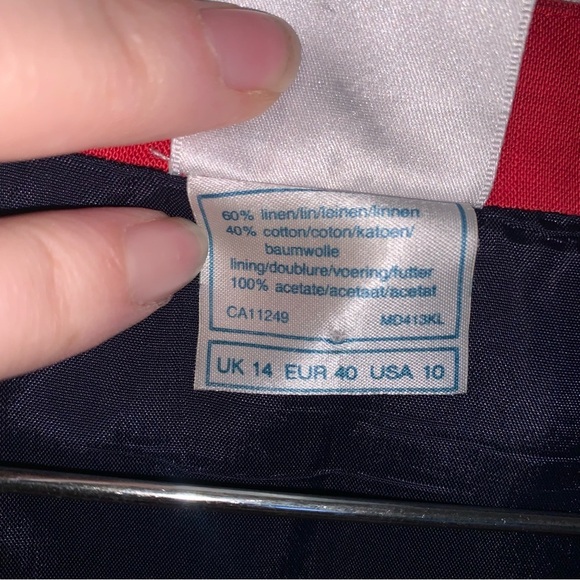 60% linen/lin/leinen/linnen
40% cotton/coton/katoen/
baumwolle
lining/doublure/voering/futter
100% acetate/acetaat/acetat
CA11249 MD413KL
UK 14 EUR 40 USA 10